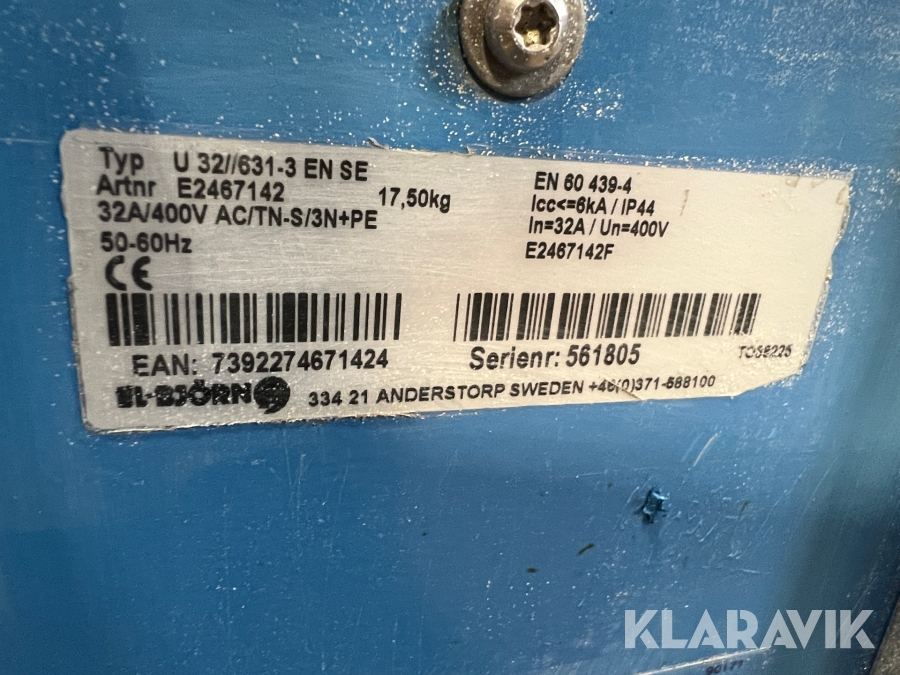 Typ U 32//631-3 EN SE
Artnr E2467142 17,50kg
32A/400V AC/TN-S/3N+PE
50-60Hz
CE
EN 60 439-4
Icc<=6kA / IP44
In=32A / Un=400V
E2467142F
EAN: 7392274671424
Serienr: 561805
EL-BJÖRN
334 21 ANDERSTORP SWEDEN +46(0)371-588100
KLARAVIK